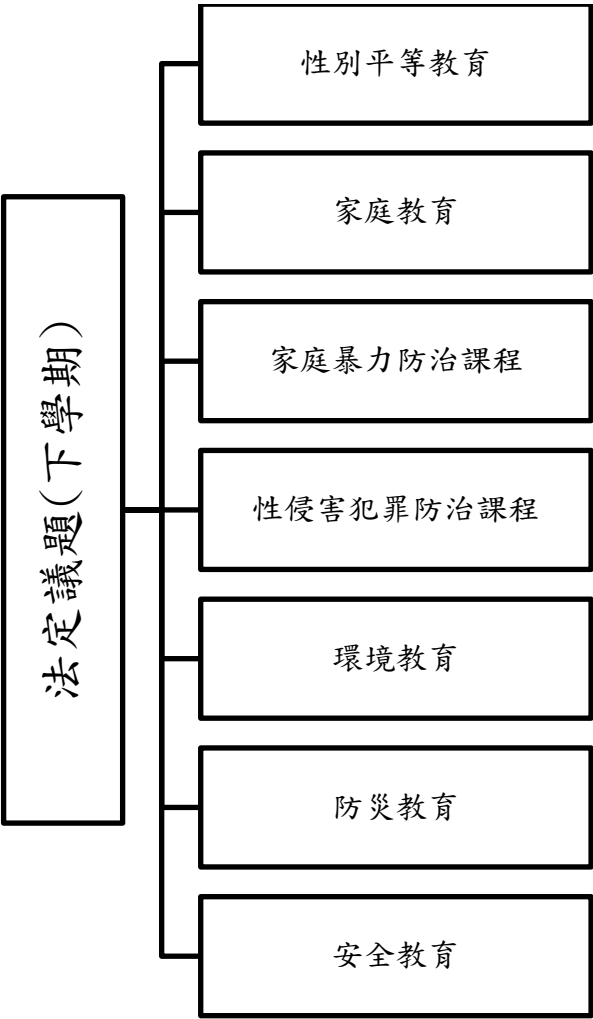 法定議題(下學期)
性別平等教育
家庭教育
家庭暴力防治課程
性侵害犯罪防治課程
環境教育
防災教育
安全教育